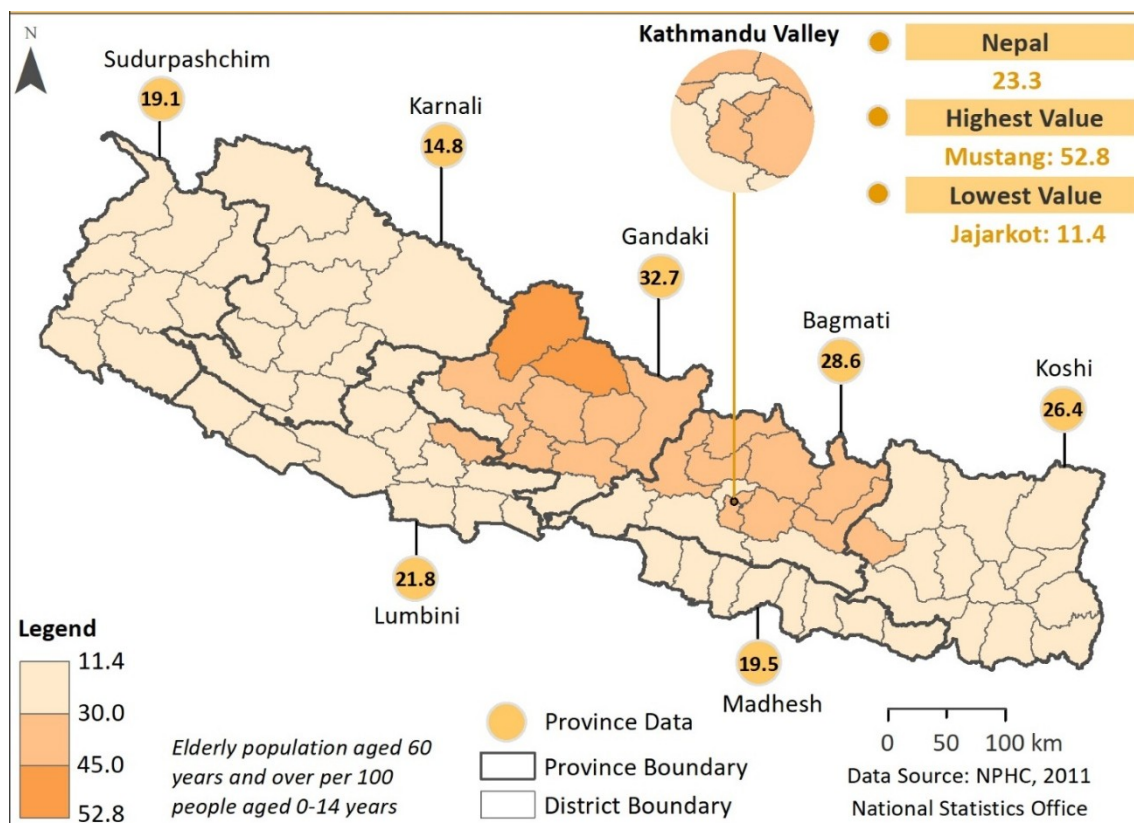 N
Sudurpashchim
19.1
Karnali
14.8
Kathmandu Valley
Nepal
23.3
Highest Value
Mustang: 52.8
Lowest Value
Jajarkot: 11.4
Gandaki
32.7
Bagmati
28.6
Koshi
26.4
21.8
Lumbini
19.5
Madhesh
Legend
11.4
30.0
45.0
52.8
Elderly population aged 60
years and over per 100
people aged 0-14 years
Province Data
Province Boundary
District Boundary
0 50 100 km
Data Source: NPHC, 2011
National Statistics Office